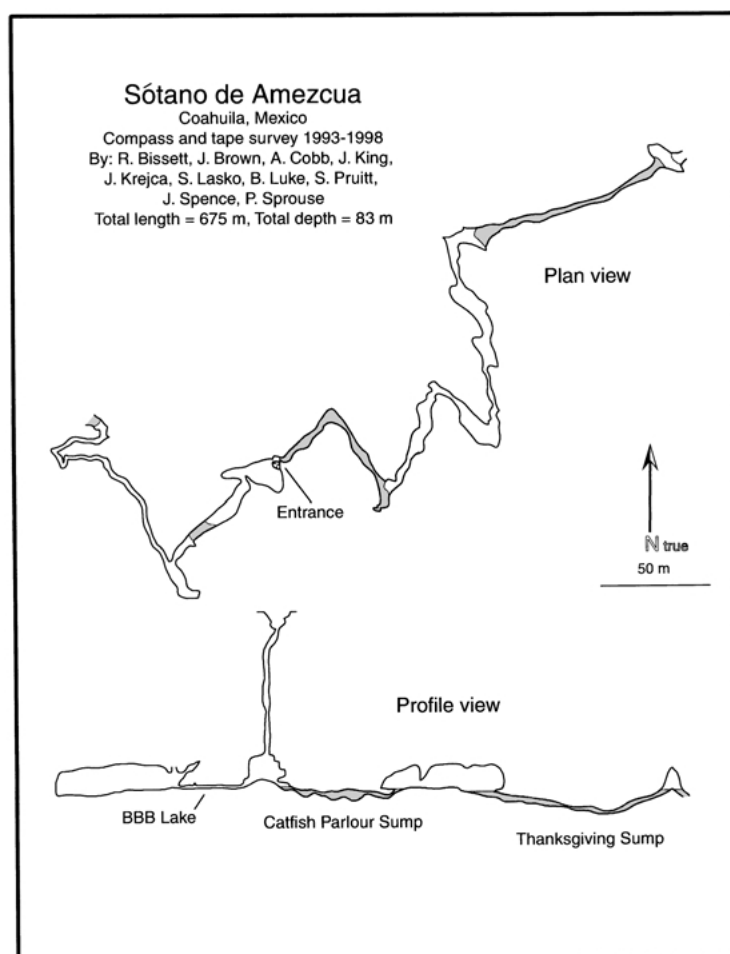 Sótano de Amezcua
Coahuila, Mexico
Compass and tape survey 1993-1998
By: R. Bissett, J. Brown, A. Cobb, J. King,
J. Krejca, S. Lasko, B. Luke, S. Pruitt,
J. Spence, P. Sprouse
Total length = 675 m, Total depth = 83 m
Plan view
Entrance
N true
50 m
Profile view
BBB Lake
Catfish Parlour Sump
Thanksgiving Sump